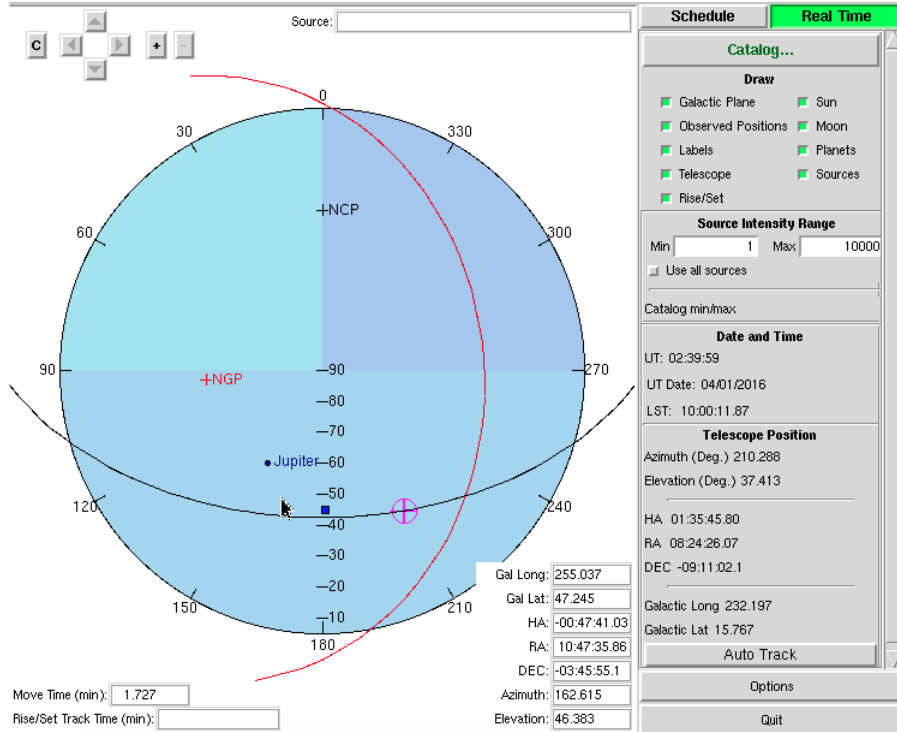 Source:
Schedule Real Time
C + -
Catalog...
Draw
Galactic Plane Sun
Observed Positions Moon
Labels Planets
Telescope Sources
Rise/Set
0
30 330
NCP
60 300
Source Intensity Range
Min 1 Max 10000
Use all sources
Catalog min/max
90 -90 270
NGP
-80
-70
Jupiter -60
-50
120 240
-40
-30
-20
150 210
-10
180
Date and Time
UT: 02:39:59
UT Date: 04/01/2016
LST: 10:00:11.87
Telescope Position
Azimuth (Deg.) 210.288
Elevation (Deg.) 37.413
HA 01:35:45.80
RA 08:24:26.07
DEC -09:11:02.1
Galactic Long 232.197
Galactic Lat 15.767
Auto Track
Options
Quit
Gal Long: 255.037
Gal Lat: 47.245
HA: -00:47:41.03
RA: 10:47:35.86
DEC: -03:45:55.1
Azimuth: 162.615
Elevation: 46.383
Move Time (min): 1.727
Rise/Set Track Time (min):